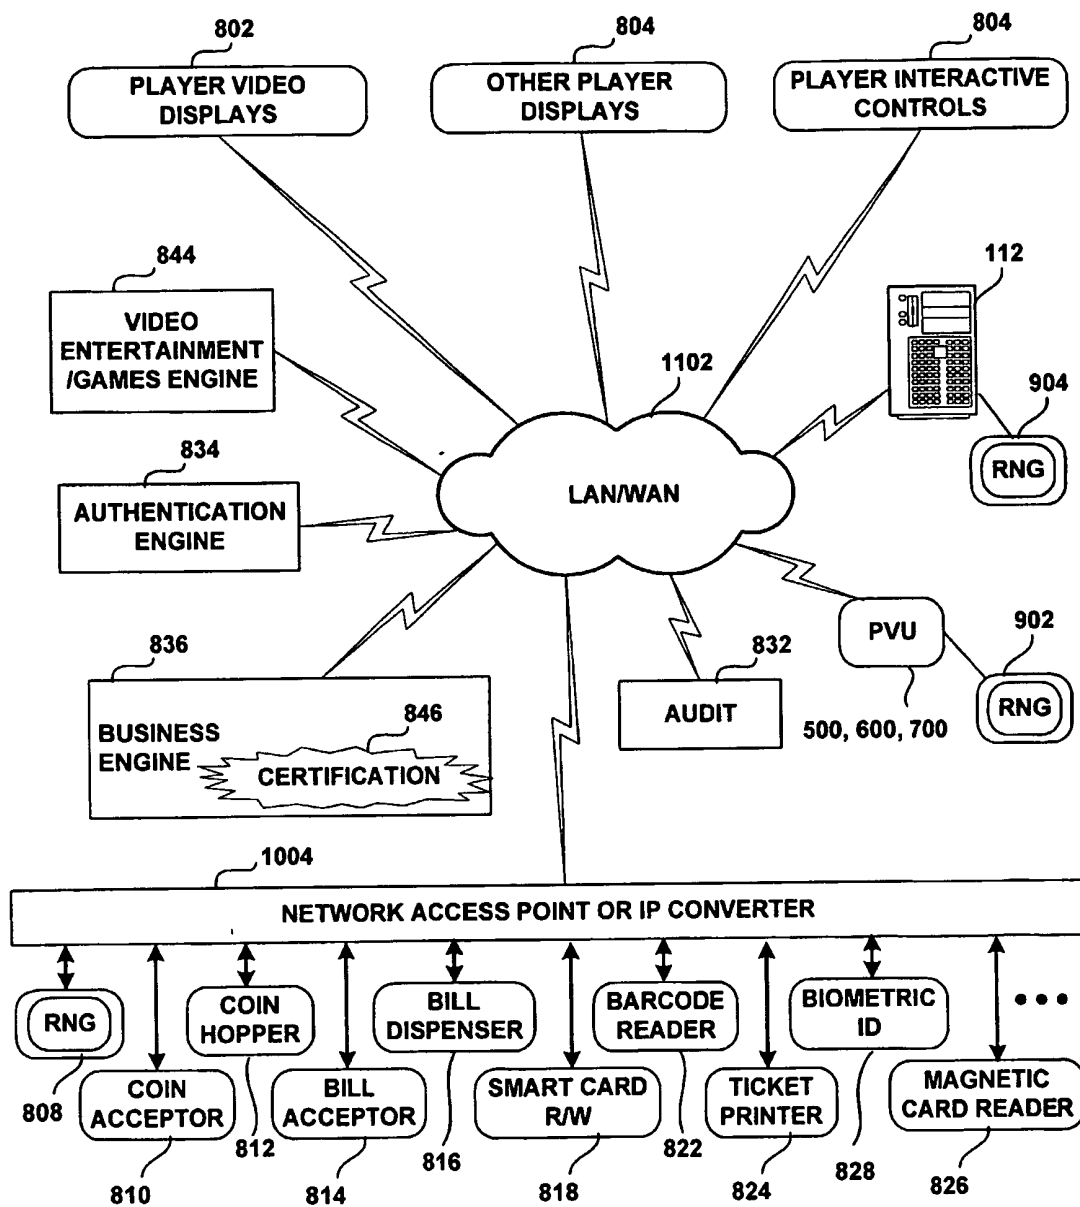 802
804
804
PLAYER VIDEO
DISPLAYS
OTHER PLAYER
DISPLAYS
PLAYER INTERACTIVE
CONTROLS
844
VIDEO
ENTERTAINMENT
/GAMES ENGINE
112
1102
904
RNG
834
AUTHENTICATION
ENGINE
LAN/WAN
836
BUSINESS
ENGINE
846
CERTIFICATION
832
AUDIT
PVU
500, 600, 700
902
RNG
1004
NETWORK ACCESS POINT OR IP CONVERTER
RNG
808
COIN
ACCEPTOR
810
COIN
HOPPER
812
BILL
ACCEPTOR
814
BILL
DISPENSER
816
SMART CARD
R/W
818
BARCODE
READER
822
TICKET
PRINTER
824
BIOMETRIC
ID
828
MAGNETIC
CARD READER
826